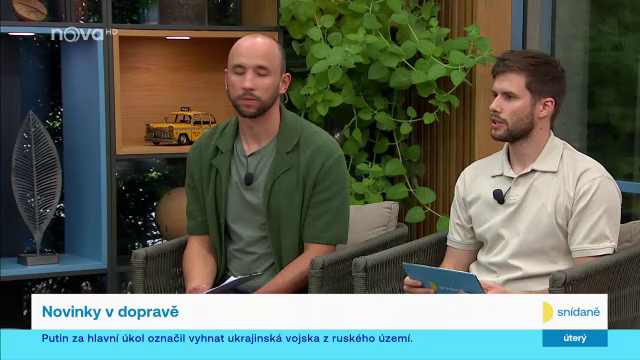 nova HD
Novinky v dopravě
snídaně
Putin za hlavní úkol označil vyhnat ukrajinská vojska z ruského území.
úterý